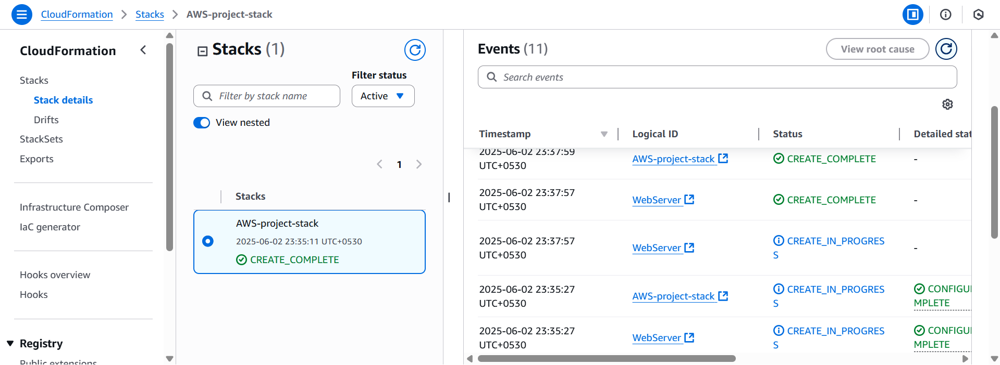 CloudFormation
Stacks
AWS-project-stack
CloudFormation
Stacks
Stack details
Drifts
StackSets
Exports
Infrastructure Composer
IaC generator
Hooks overview
Hooks
Registry
Public extensions
Stacks (1)
Filter status
Filter by stack name
Active
View nested
1
Stacks
AWS-project-stack
2025-06-02 23:35:11 UTC+0530
CREATE_COMPLETE
Events (11)
View root cause
Search events
Timestamp
Logical ID
Status
Detailed stat
2025-06-02 23:37:59
UTC+0530
AWS-project-stack
CREATE_COMPLETE
-
2025-06-02 23:37:57
UTC+0530
WebServer
CREATE_COMPLETE
-
2025-06-02 23:37:57
UTC+0530
WebServer
CREATE_IN_PROGRES
S
-
2025-06-02 23:35:27
UTC+0530
AWS-project-stack
CREATE_IN_PROGRES
S
CONFIGU
MPLETE
2025-06-02 23:35:27
UTC+0530
WebServer
CREATE_IN_PROGRES
S
CONFIGU
MPLETE